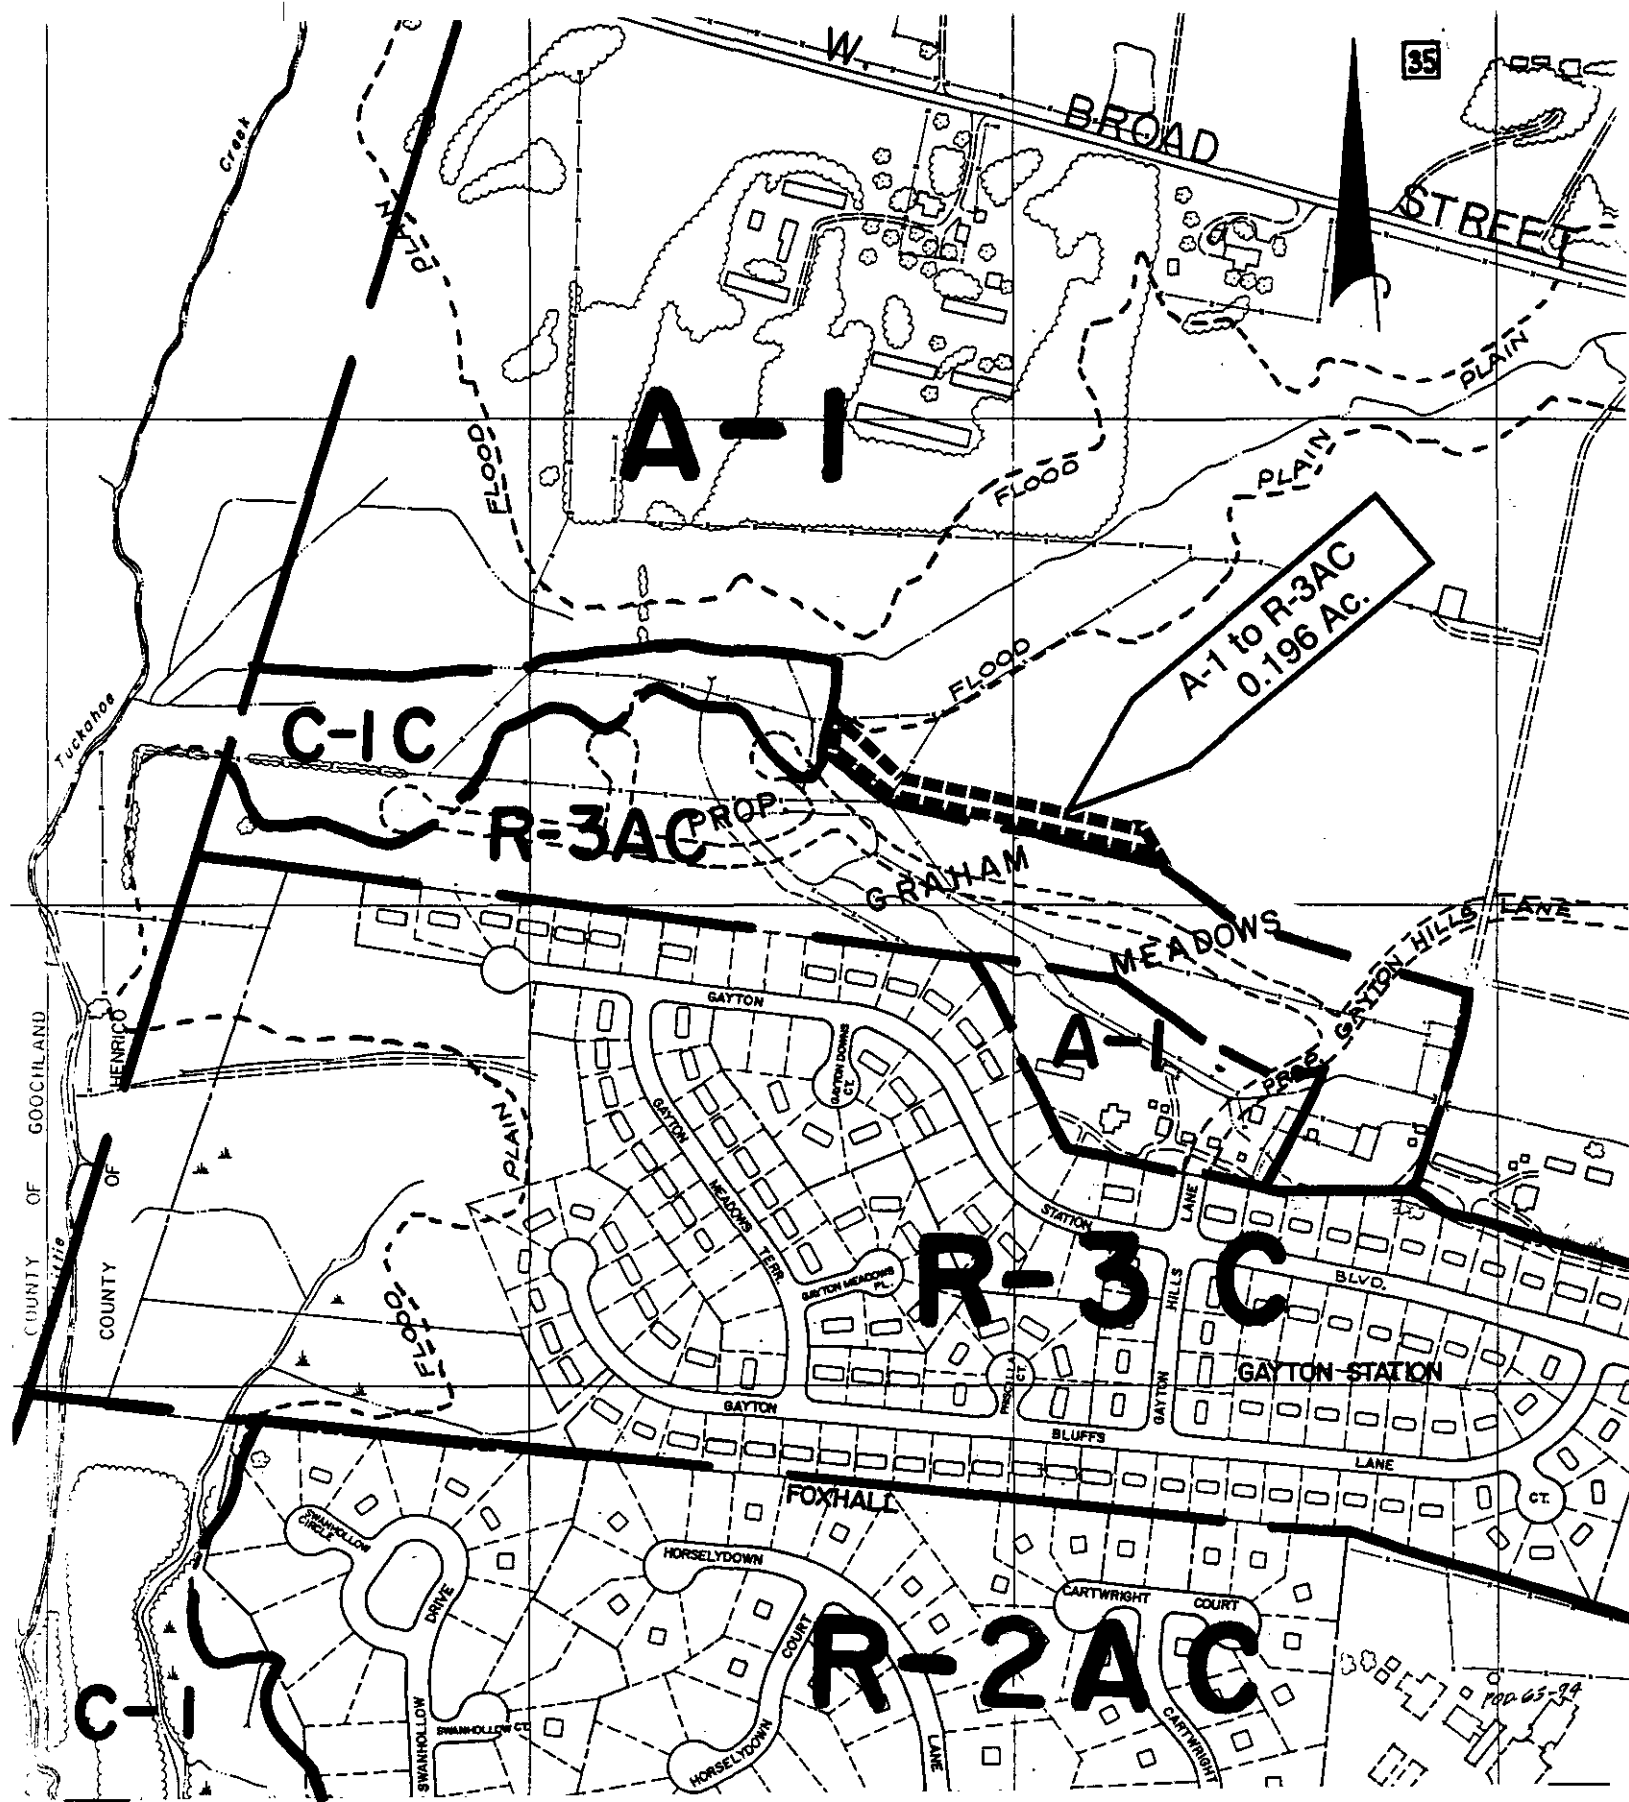 W. BROAD STREET
35
Creek
PLAIN
PLAIN
A-1
FLOOD
FLOOD
PLAIN
A-1 to R-3AC
0.196 Ac.
FLOOD
Tuckahoe
C-1C
R-3AC
PROP.
GRAHAM
MEADOWS
PROP. GAYTON HILLS LANE
A-1
GAYTON
GAYTON DOWNS
CT.
COUNTY OF GOOCHLAND
COUNTY OF HENRICO
PLAIN
GAYTON
MEADOWS
TERR.
STATION
LANE
BLVD.
GAYTON MEADOWS
PL.
R-3C
HILLS
GAYTON
FLOOD
GAYTON STATION
CT.
GAYTON
BLUFFS
LANE
CT.
FOXHALL
SWANHOLLOW
CIRCLE
DRIVE
HORSELYDOWN
CARTWRIGHT COURT
COURT
R-2AC
C-1
SWANHOLLOW
SWANHOLLOW CT.
HORSELYDOWN
LANE
CARTWRIGHT
POD-63-94